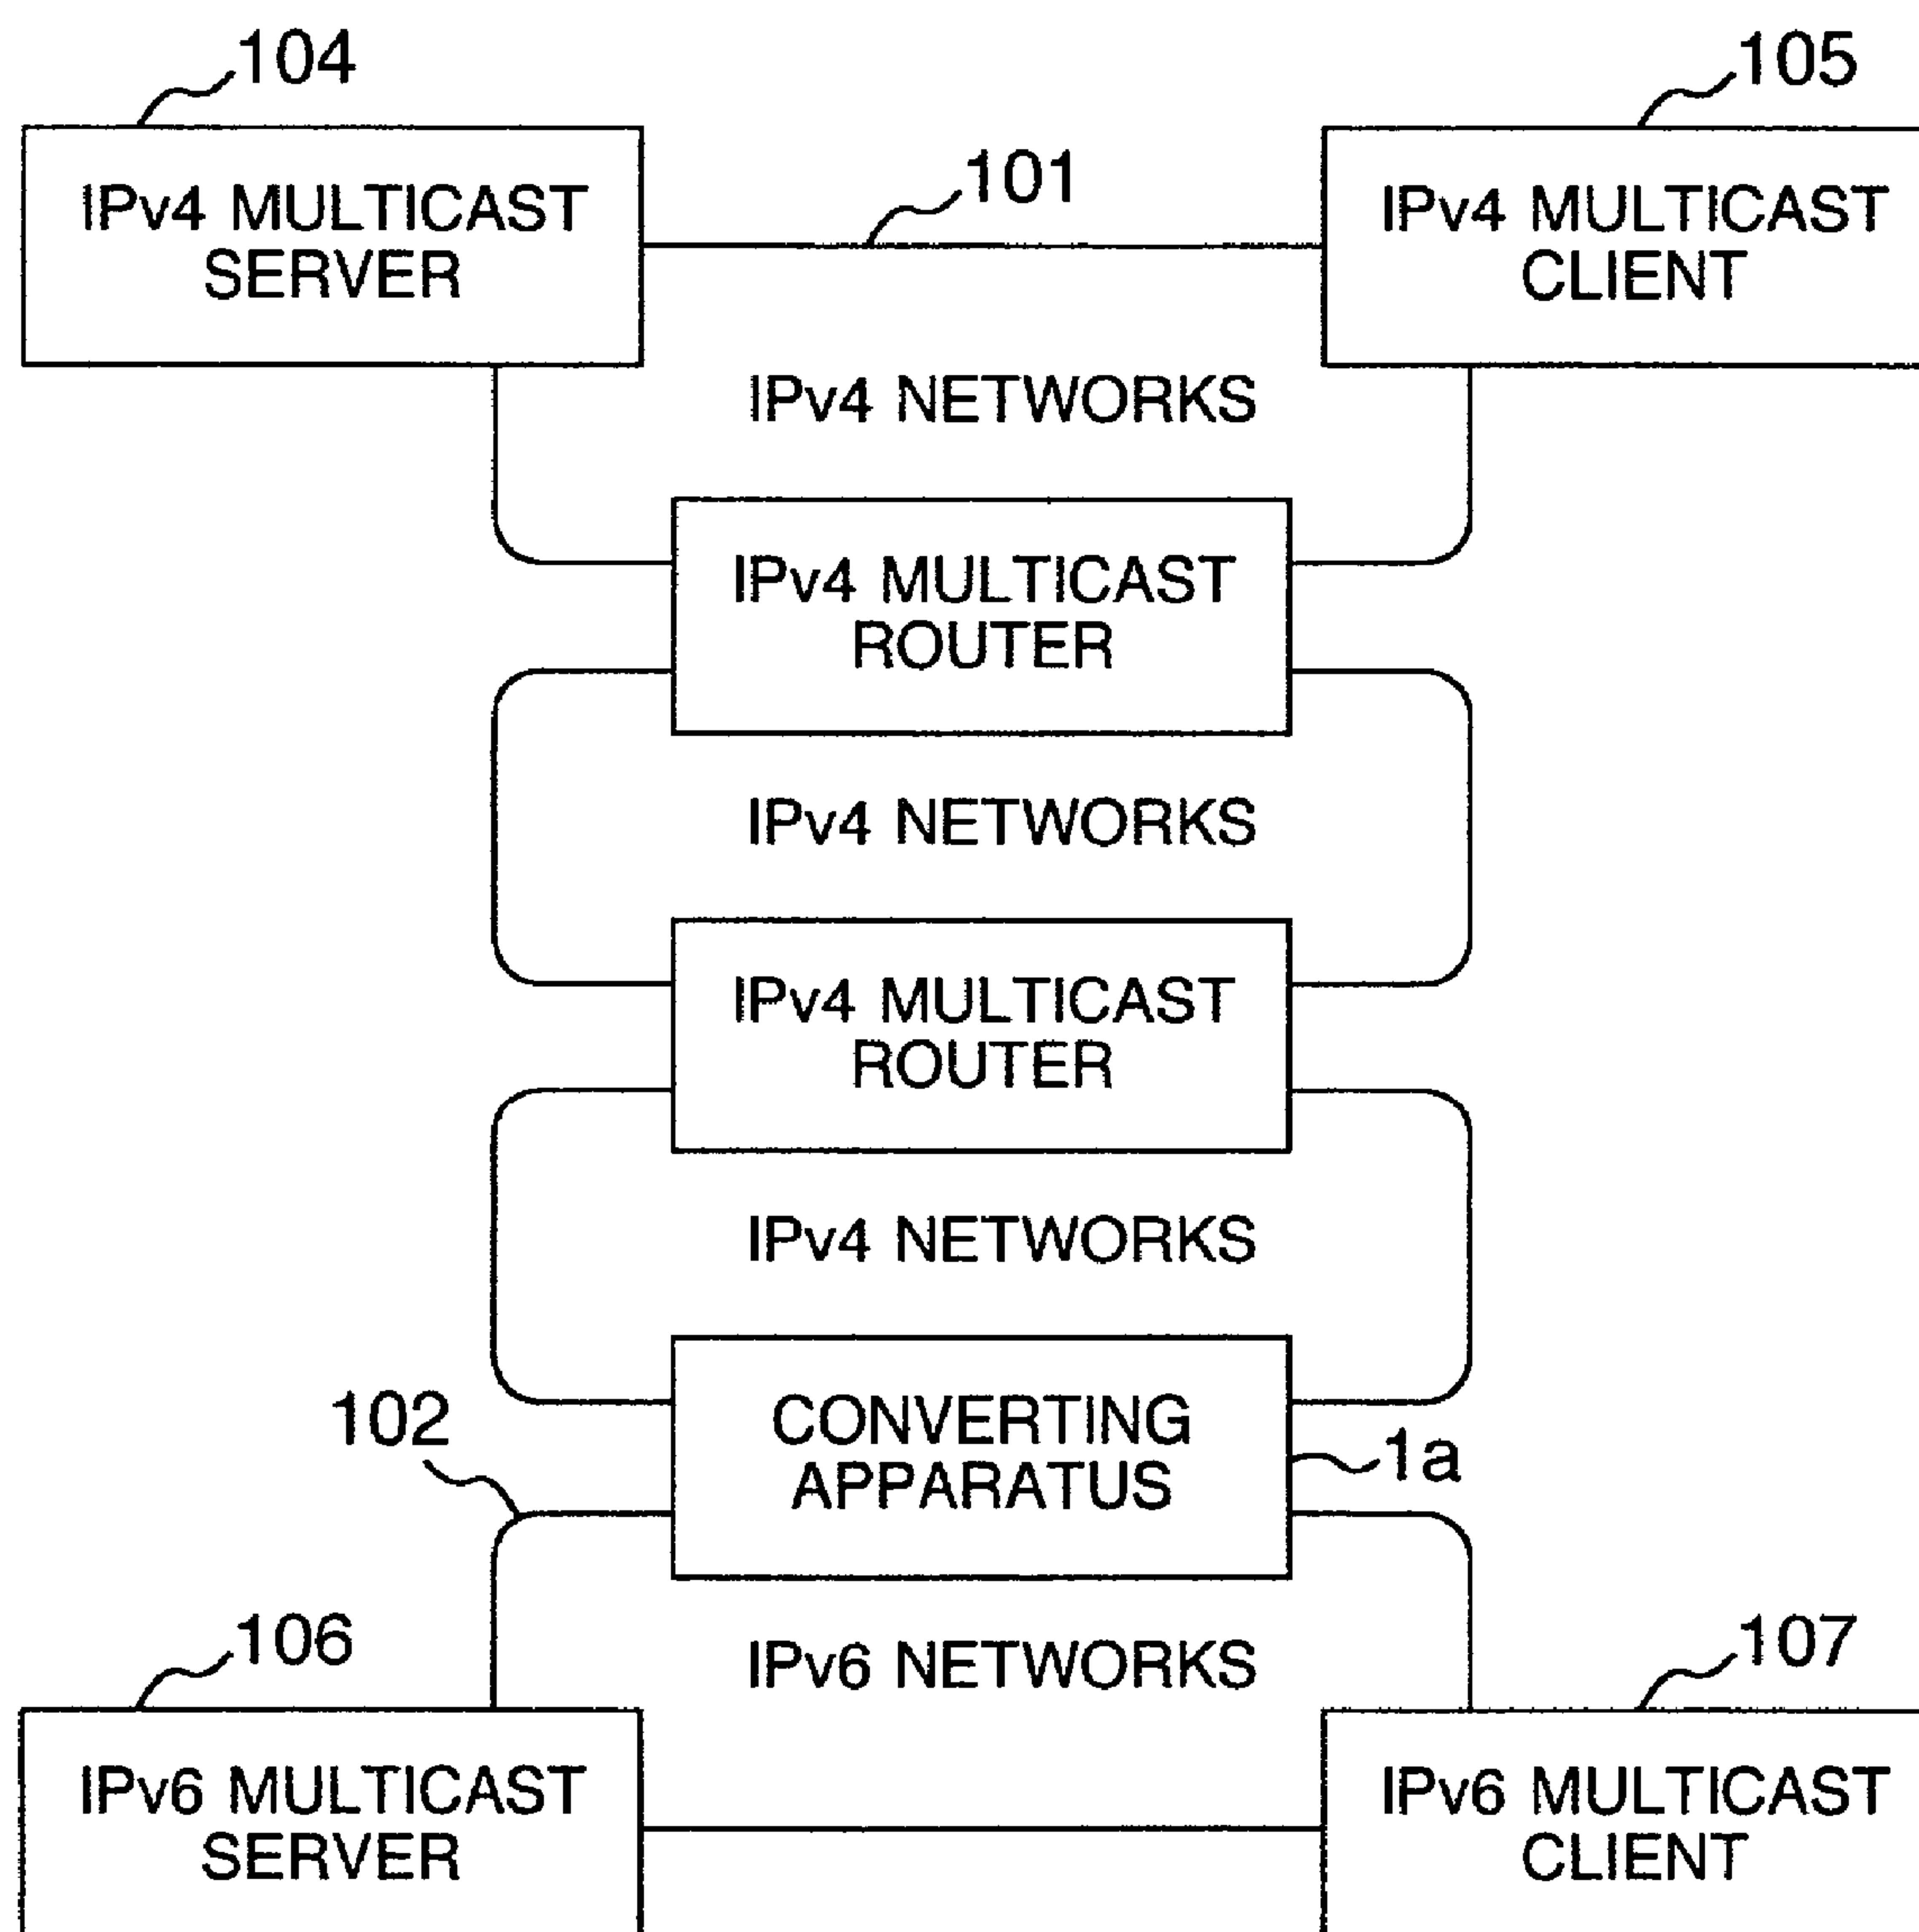 104
105
IPv4 MULTICAST
SERVER
101
IPv4 MULTICAST
CLIENT
IPv4 NETWORKS
IPv4 MULTICAST
ROUTER
IPv4 NETWORKS
IPv4 MULTICAST
ROUTER
IPv4 NETWORKS
102
CONVERTING
APPARATUS
1a
106
IPv6 NETWORKS
107
IPv6 MULTICAST
SERVER
IPv6 MULTICAST
CLIENT